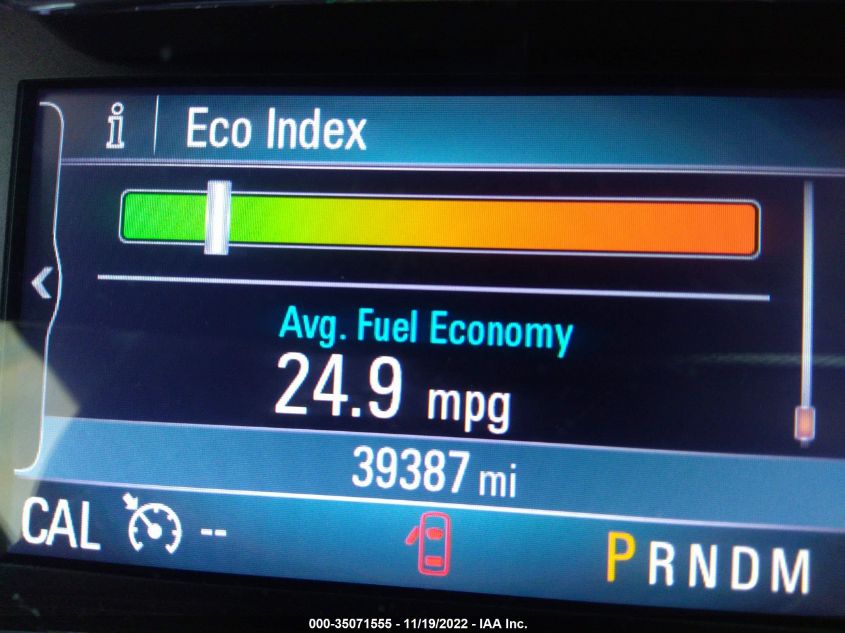 i Eco Index
Avg. Fuel Economy
24.9 mpg
39387 mi
CAL -- PRNDM
000-35071555 - 11/19/2022 - IAA Inc.